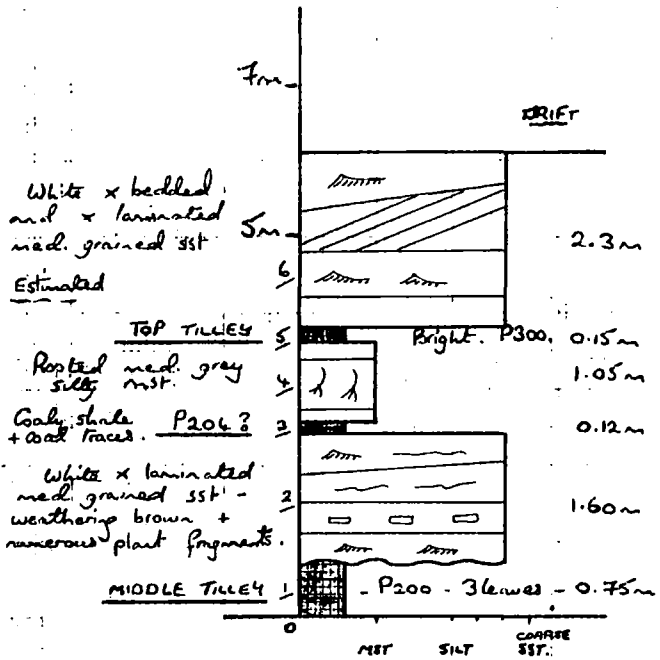 7m
DRIFT
White x bedded
and x laminated
med. grained sst
Estimated
5m
6
2.3m
TOP TILLEY
5
Bright. P300. 0.15m
Rooted med. grey
silty mst.
4
1.05m
Coaly shale
+ coal traces. P204?
3
0.12m
White x laminated
med. grained sst -
weathering brown +
numerous plant fragments.
2
1.60m
MIDDLE TILLEY
1
- P200 - 3 leaves - 0.75m
0
MST SILT COARSE
SST.